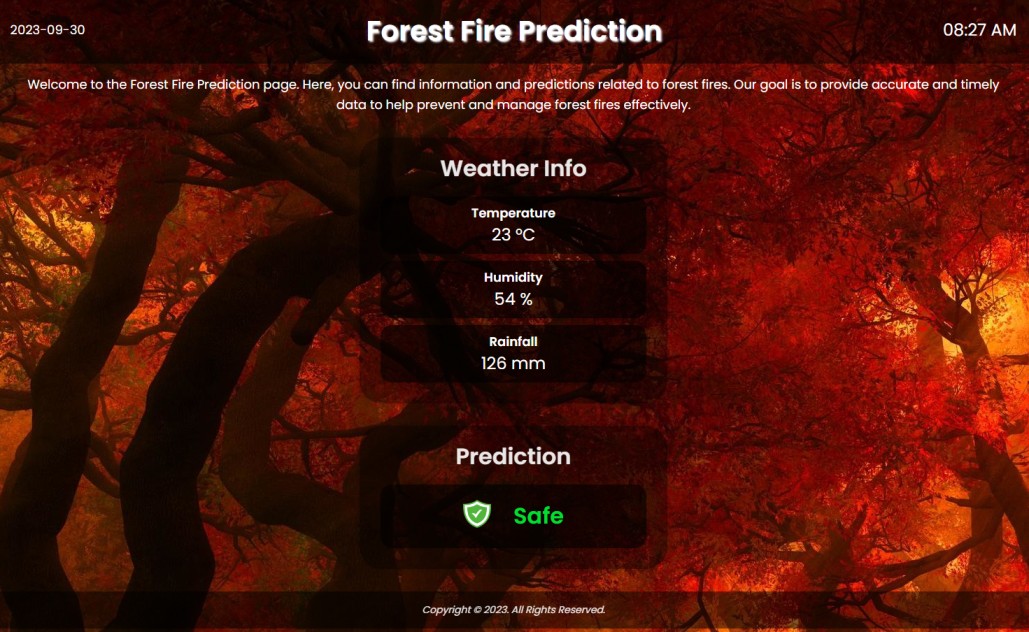 2023-09-30
Forest Fire Prediction
08:27 AM
Welcome to the Forest Fire Prediction page. Here, you can find information and predictions related to forest fires. Our goal is to provide accurate and timely
data to help prevent and manage forest fires effectively.
Weather Info
Temperature
23 °C
Humidity
54 %
Rainfall
126 mm
Prediction
Safe
Copyright © 2023. All Rights Reserved.